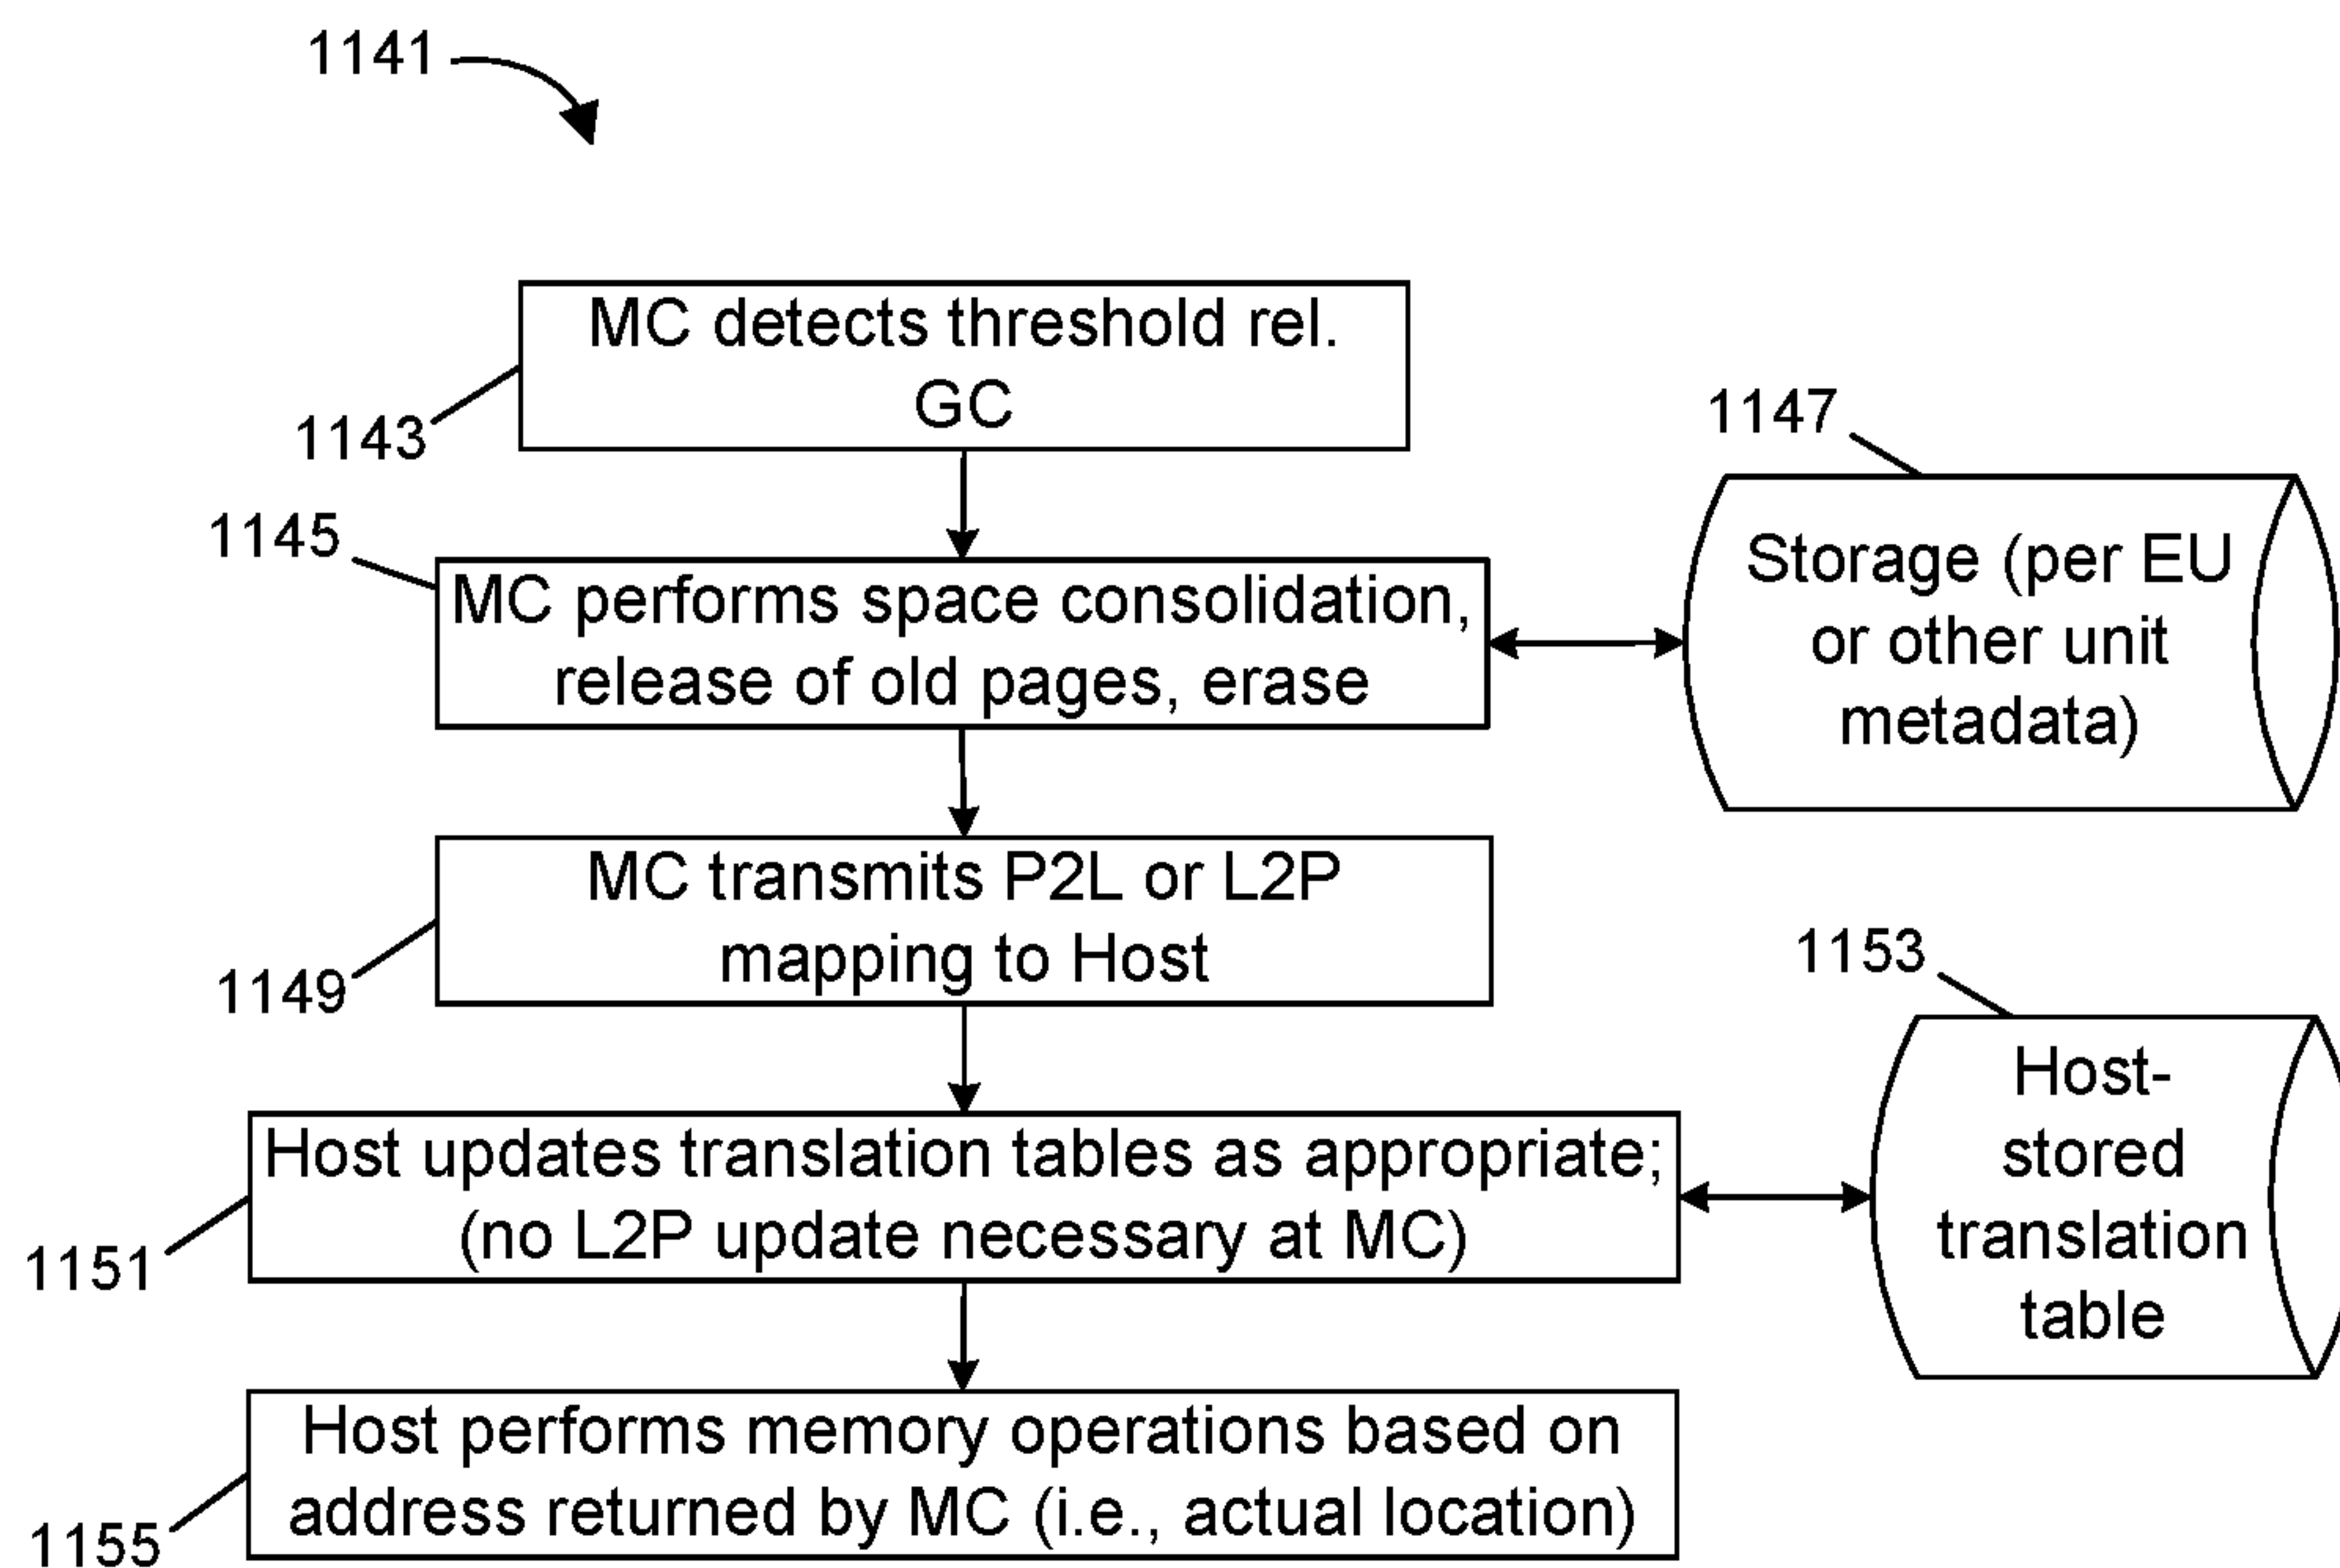 1141
MC detects threshold rel.
GC
1143
1147
1145
MC performs space consolidation,
release of old pages, erase
Storage (per EU
or other unit
metadata)
MC transmits P2L or L2P
mapping to Host
1149
1153
Host updates translation tables as appropriate;
(no L2P update necessary at MC)
1151
Host-
stored
translation
table
Host performs memory operations based on
address returned by MC (i.e., actual location)
1155